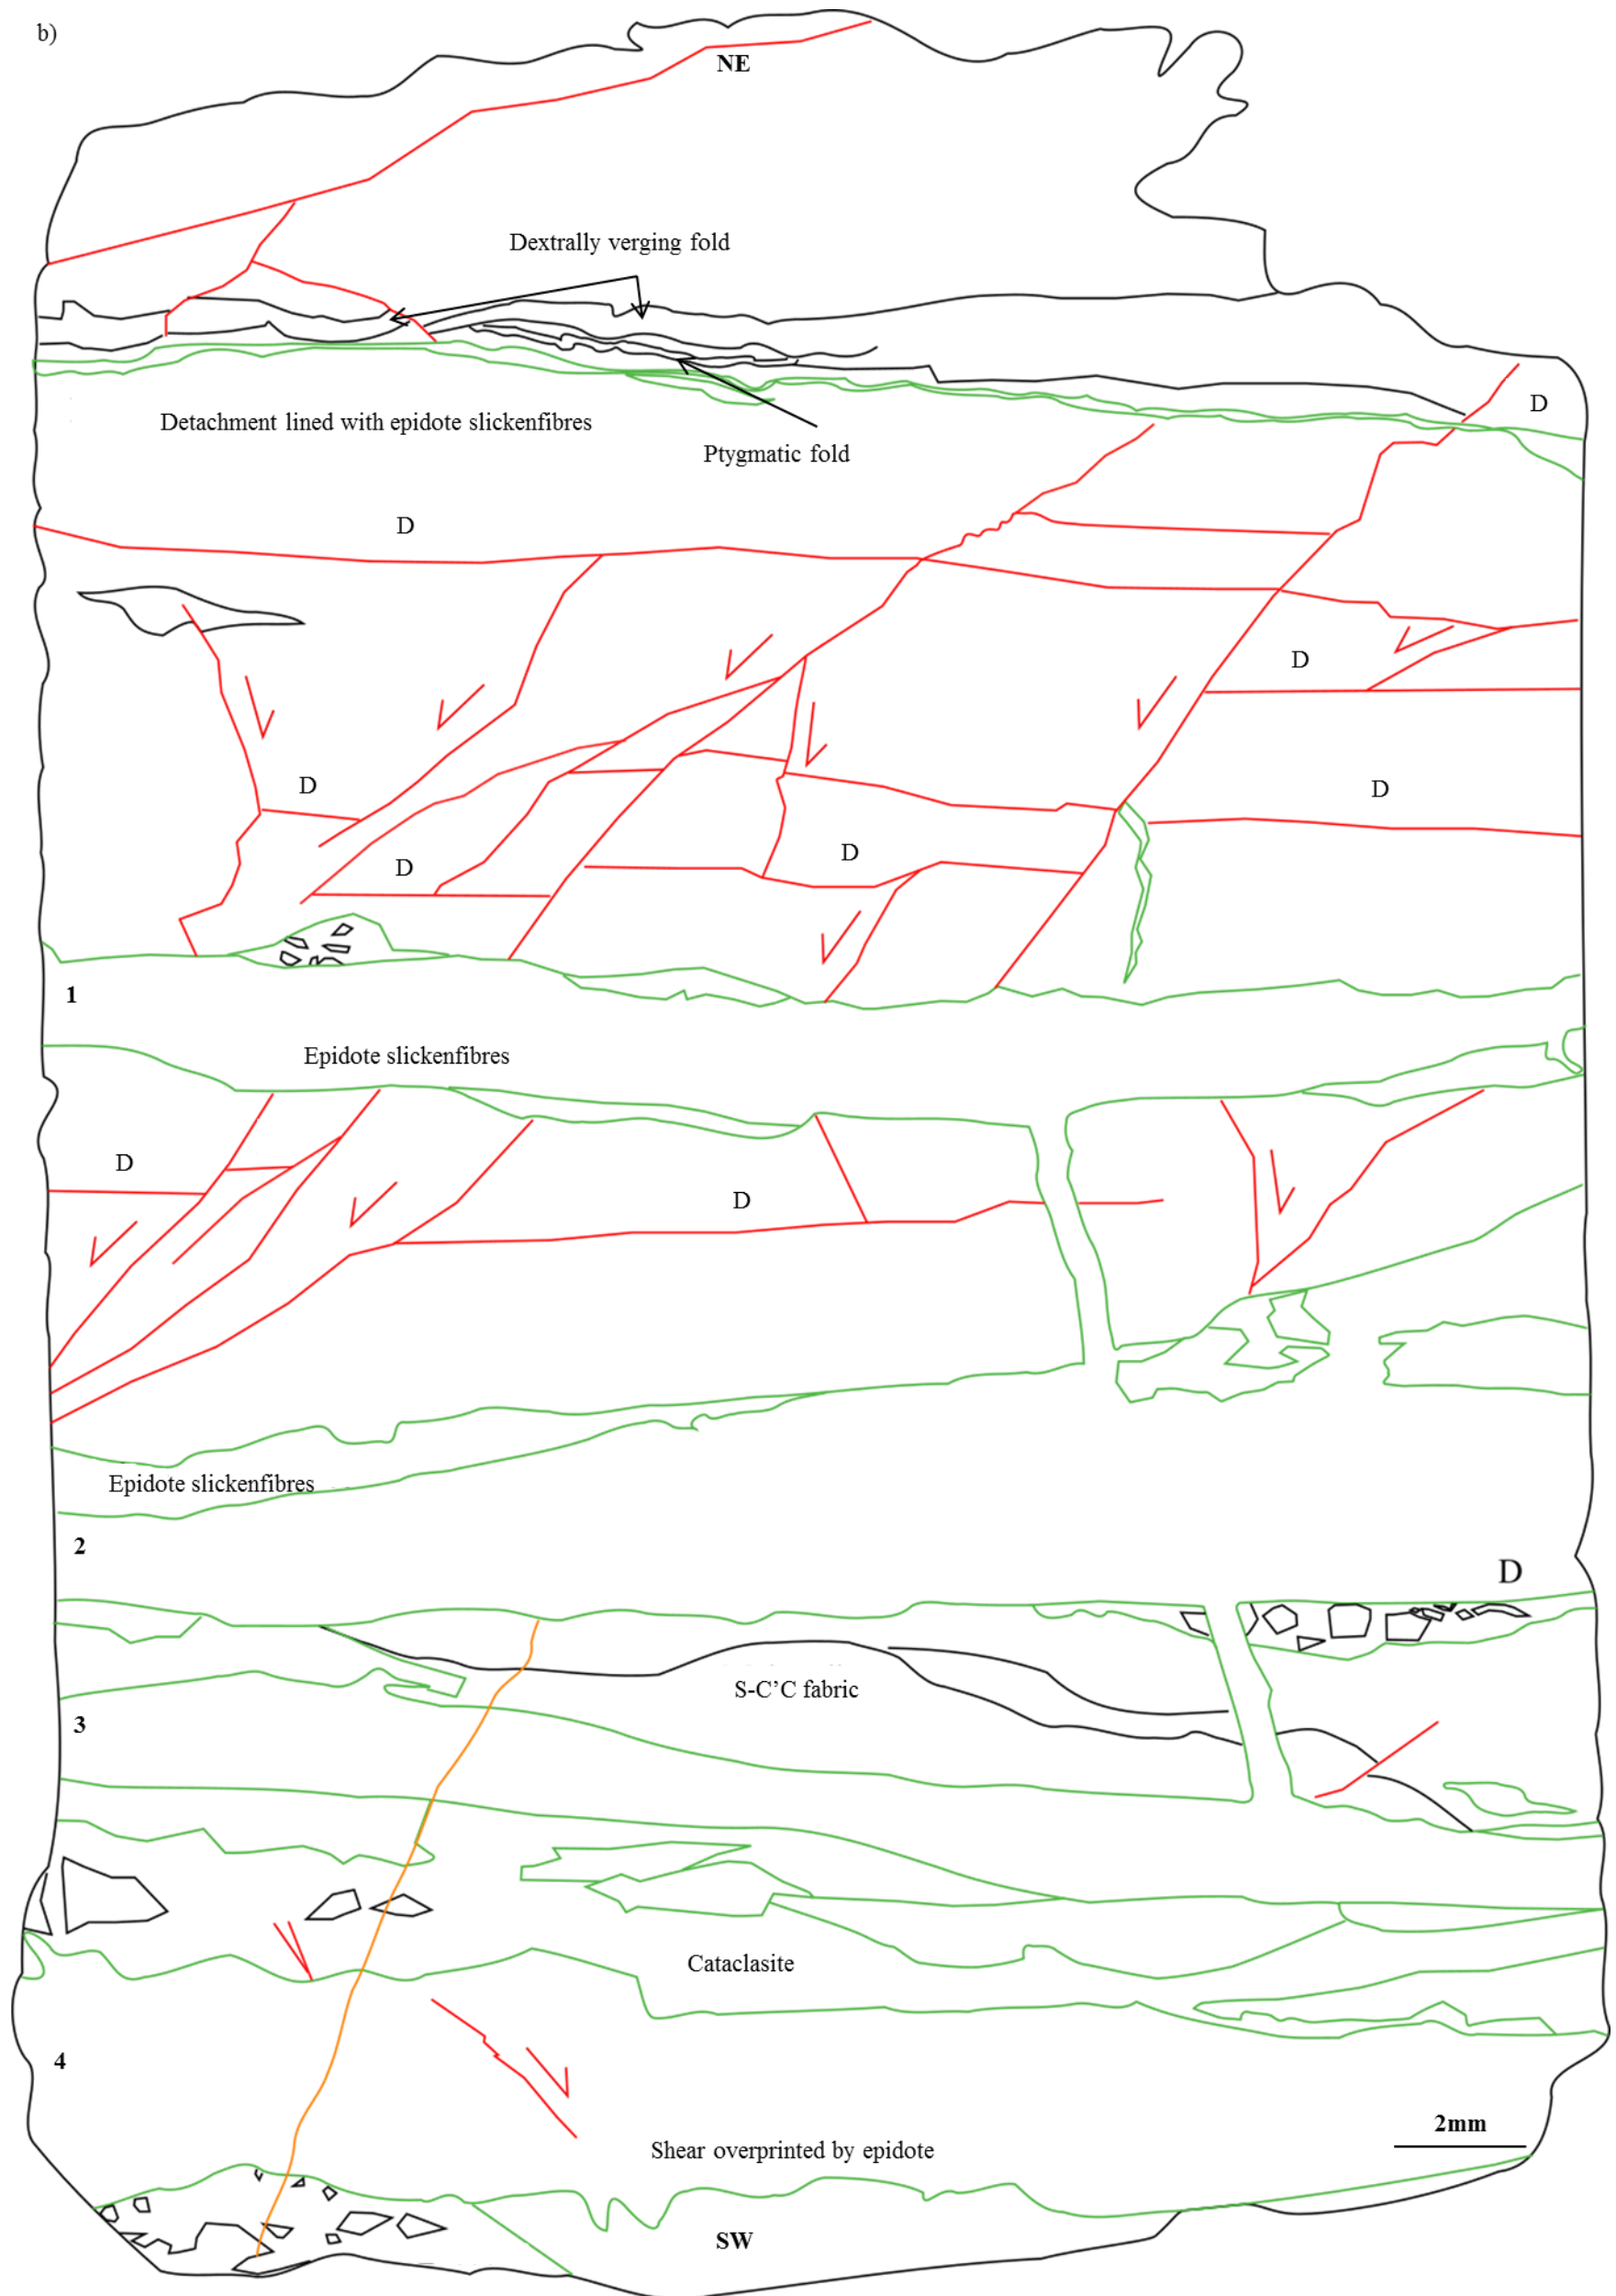 b)
NE
Dextrally verging fold
D
Detachment lined with epidote slickenfibres
Ptygmatic fold
D
D
D
D
D
D
1
Epidote slickenfibres
D
D
Epidote slickenfibres
2
D
S-C’C fabric
3
Cataclasite
4
2mm
Shear overprinted by epidote
SW